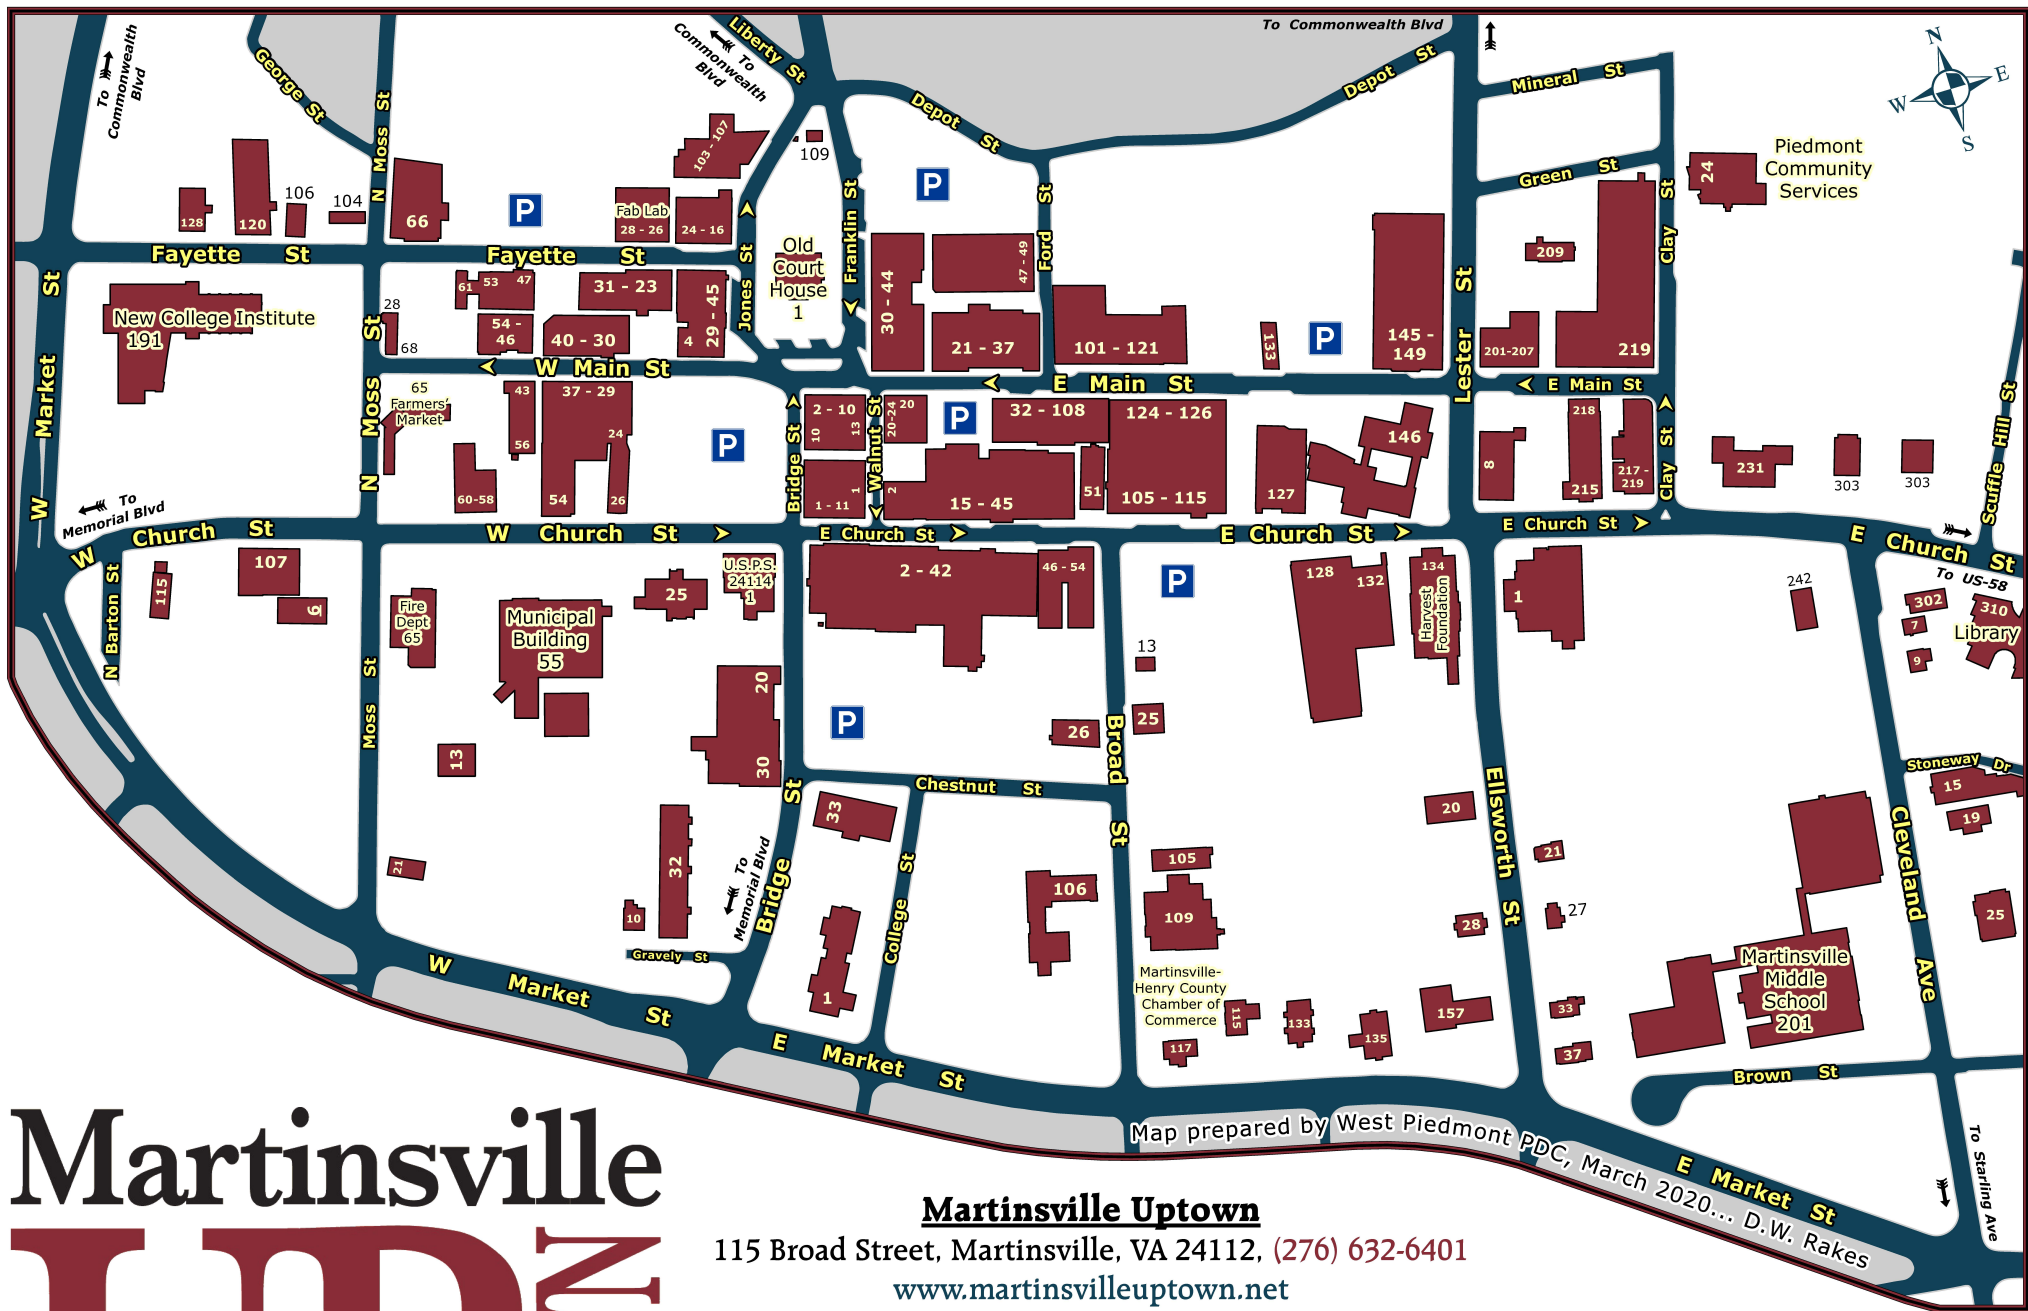 To Commonwealth Blvd
George St
N Moss St
To Commonwealth Blvd
Liberty St
Depot St
Depot St
To Commonwealth Blvd
Mineral St
Green St
N
E
S
W
Piedmont
Community
Services
24
128
120
106
104
66
P
Fab Lab
28 - 26
24 - 16
103 - 107
109
P
Franklin St
Ford St
Clay St
209
219
Fayette St
Fayette St
Jones St
Old
Court
House
1
30 - 44
47 - 49
21 - 37
101 - 121
133
P
145 -
149
Lester St
201-207
W Market St
New College Institute
191
28
68
61
53
47
31 - 23
54 -
46
40 - 30
4
29 - 45
W Main St
E Main St
E Main St
N Moss St
65
Farmers'
Market
43
56
37 - 29
24
54
26
60-58
P
Bridge St
2 - 10
10
13
1 - 11
1
Walnut St
20-24
20
2
P
32 - 108
15 - 45
51
124 - 126
105 - 115
127
146
8
218
215
217 -
219
Clay St
231
303
303
Scuffle Hill St
To
Memorial Blvd
W Church St
W Church St
E Church St
E Church St
E Church St
E Church St
To US-58
N Barton St
115
107
6
Fire
Dept
65
Municipal
Building
55
25
U.S.P.S.
24114
1
2 - 42
46 - 54
P
128
132
134
Harvest
Foundation
1
242
302
7
9
310
Library
13
25
26
20
30
P
Moss St
13
21
32
10
Gravely St
To
Memorial Blvd
Bridge St
33
1
College St
Chestnut St
Broad St
106
105
109
Martinsville-
Henry County
Chamber of
Commerce
115
117
133
135
157
20
28
Ellsworth St
21
27
33
37
Stoneway Dr
15
19
25
Cleveland Ave
Martinsville
Middle
School
201
Brown St
To Starling Ave
W Market St
E Market St
E Market St
Map prepared by West Piedmont PDC, March 2020... D.W. Rakes
Martinsville
UP
N
Martinsville Uptown
115 Broad Street, Martinsville, VA 24112, (276) 632-6401
www.martinsvilleuptown.net